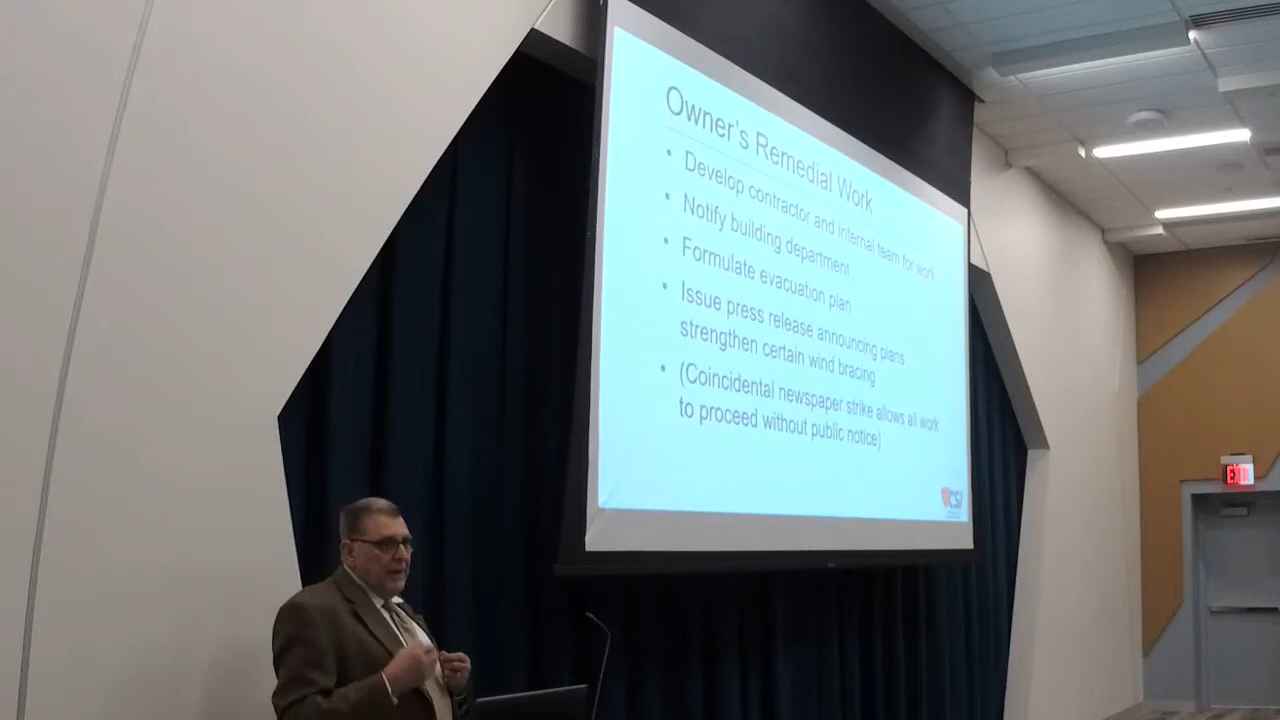 Owner's Remedial Work
• Develop contractor and internal team for work
• Notify building department
• Formulate evacuation plan
• Issue press release announcing plans
strengthen certain wind bracing
• (Coincidental newspaper strike allows all work
to proceed without public notice)
CSI
EXIT